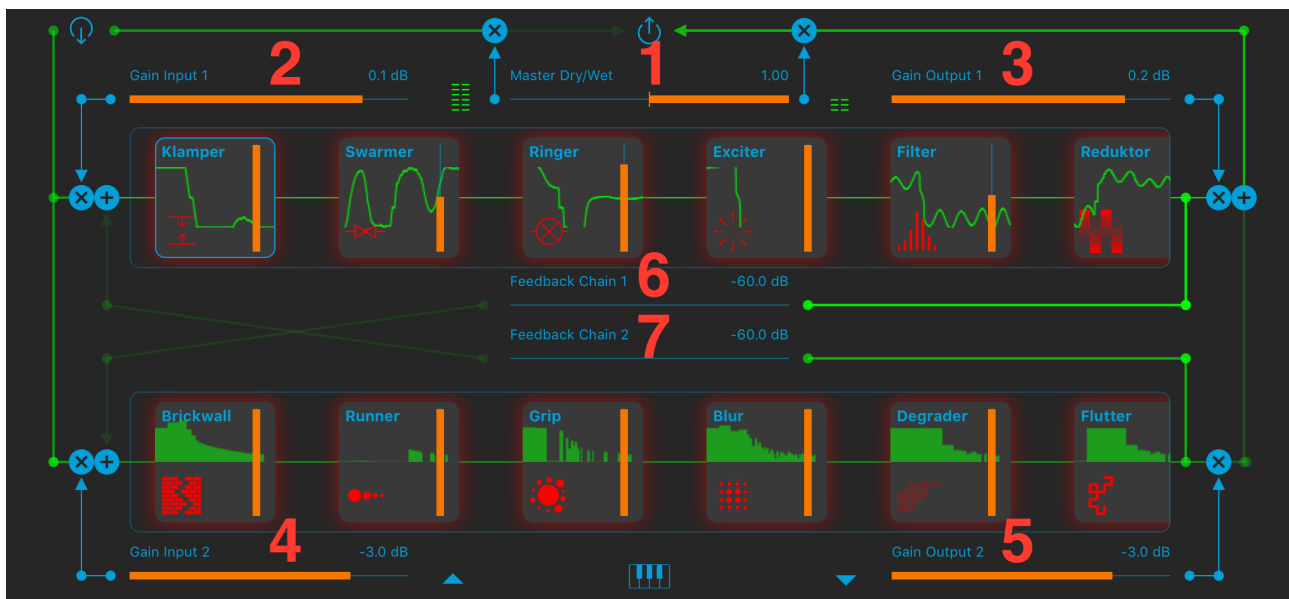 2
1
3
Gain Input 1 0.1 dB
Master Dry/Wet 1.00
Gain Output 1 0.2 dB
Klamper
Swarmer
Ringer
Exciter
Filter
Reduktor
6
Feedback Chain 1 -60.0 dB
7
Feedback Chain 2 -60.0 dB
Brickwall
Runner
Grip
Blur
Degrader
Flutter
4
5
Gain Input 2 -3.0 dB
Gain Output 2 -3.0 dB